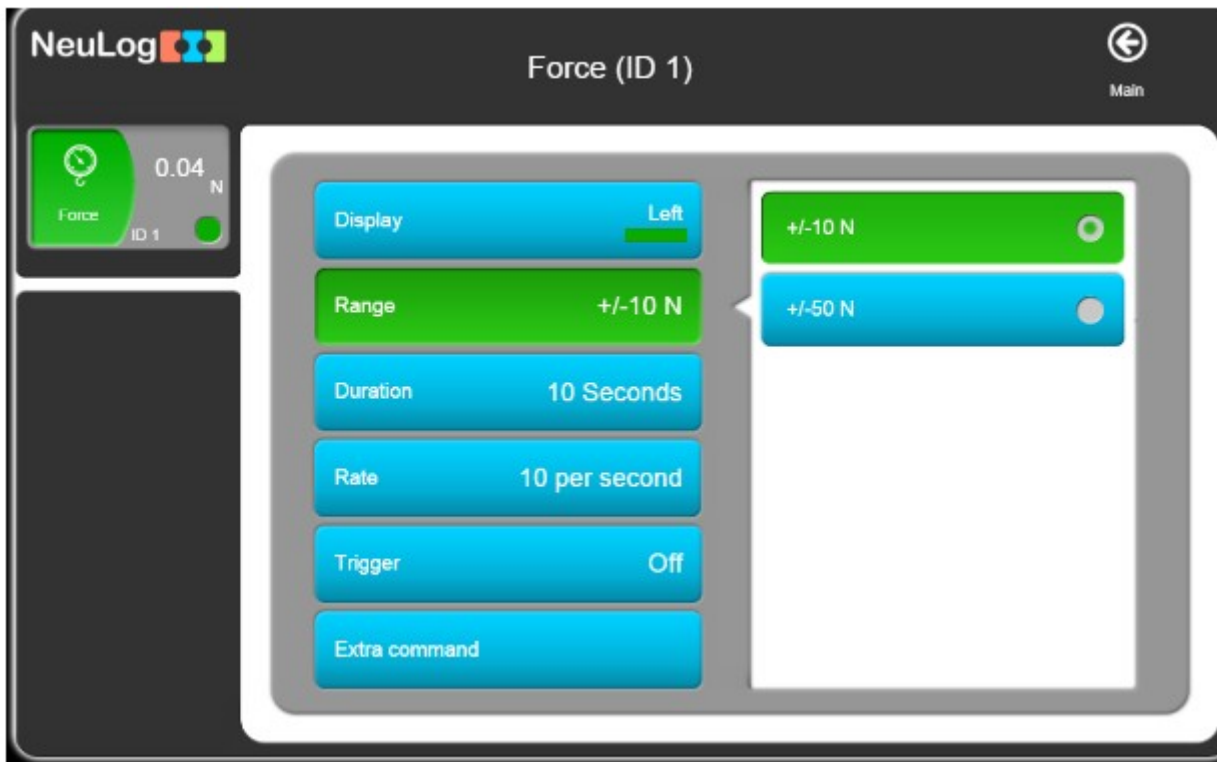 NeuLog
Force (ID 1)
Main
0.04 N
Force
ID 1
Display Left
Range +/-10 N
Duration 10 Seconds
Rate 10 per second
Trigger Off
Extra command
+/-10 N
+/-50 N